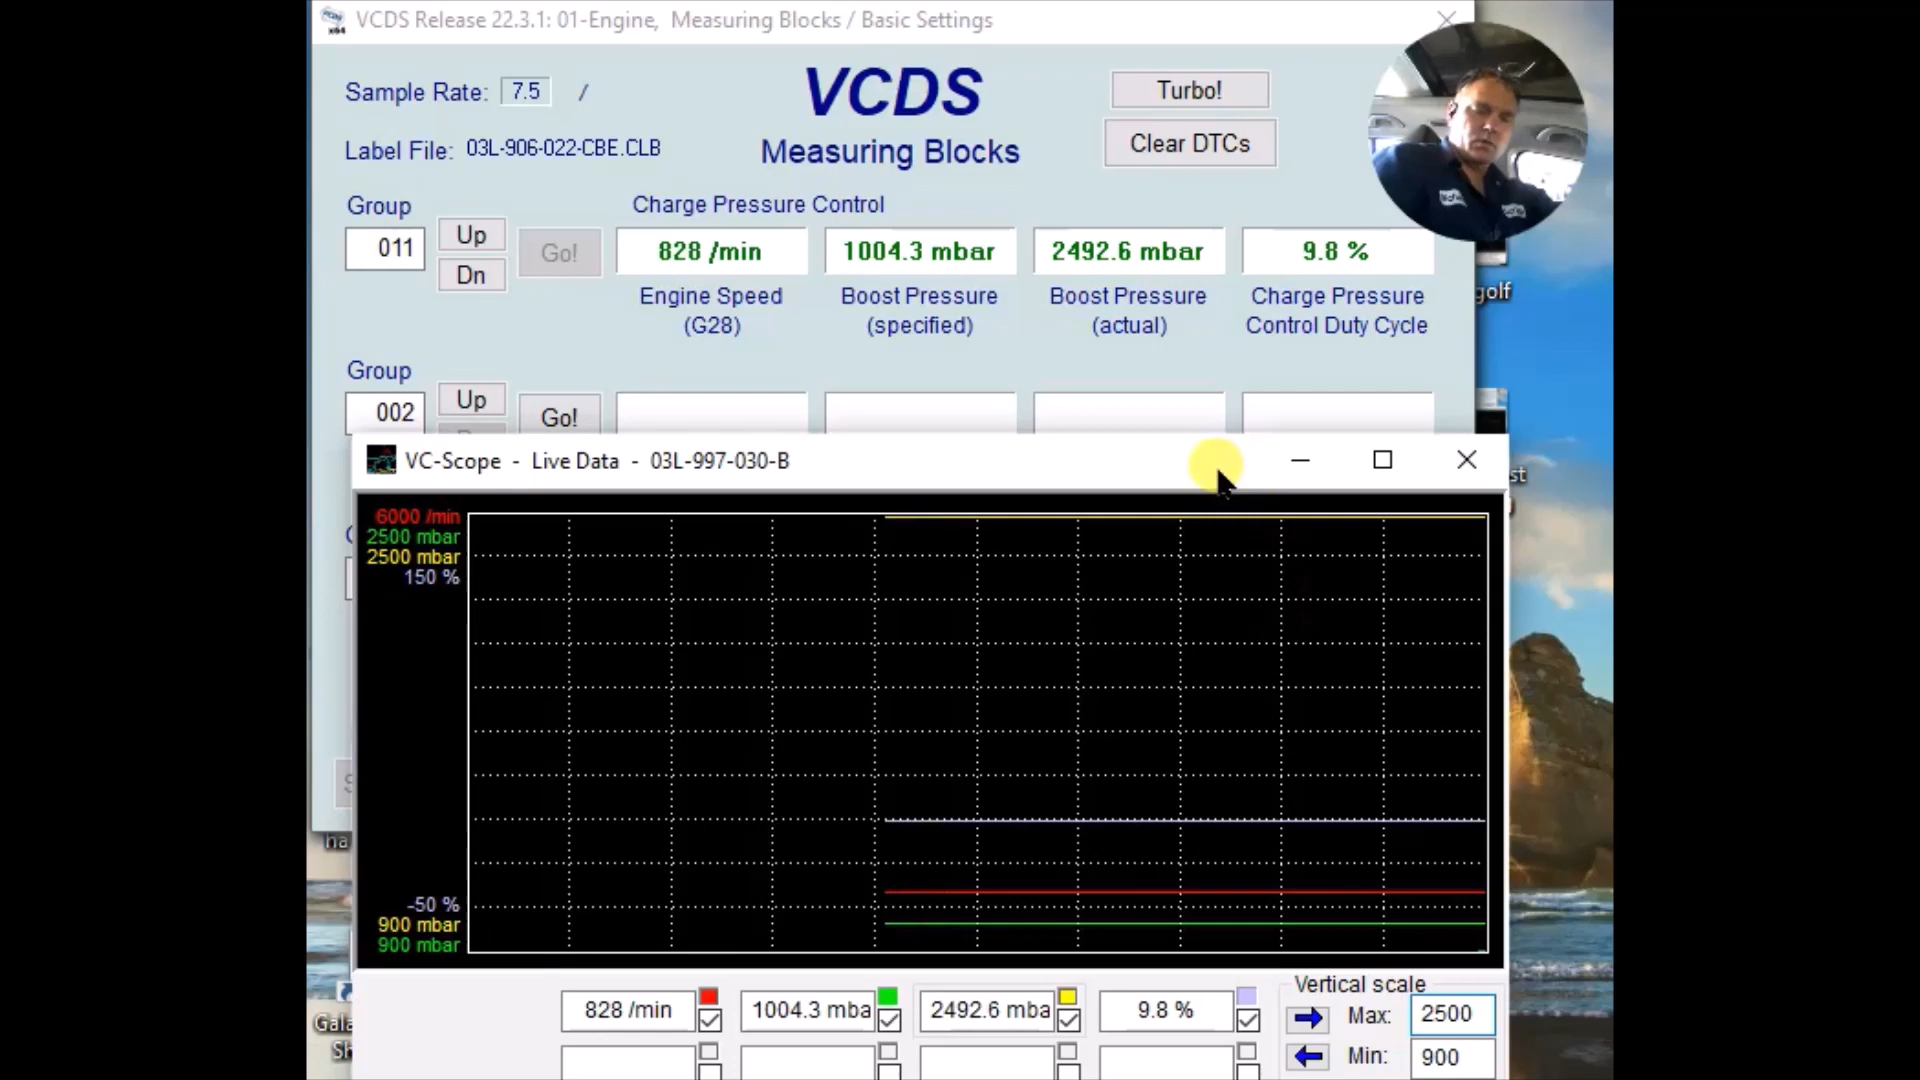 VCDS Release 22.3.1: 01-Engine, Measuring Blocks / Basic Settings
Sample Rate: 7.5 /
VCDS
Turbo!
Label File: 03L-906-022-CBE.CLB
Measuring Blocks
Clear DTCs
Group
Charge Pressure Control
011
Up
Dn
Go!
828 /min
1004.3 mbar
2492.6 mbar
9.8 %
Engine Speed
(G28)
Boost Pressure
(specified)
Boost Pressure
(actual)
Charge Pressure
Control Duty Cycle
golf
Group
002
Up
Go!
VC-Scope - Live Data - 03L-997-030-B
st
6000 /min
2500 mbar
2500 mbar
150 %
-50 %
900 mbar
900 mbar
ha
Gala
Sh
828 /min
1004.3 mba
2492.6 mba
9.8 %
Vertical scale
Max: 2500
Min: 900